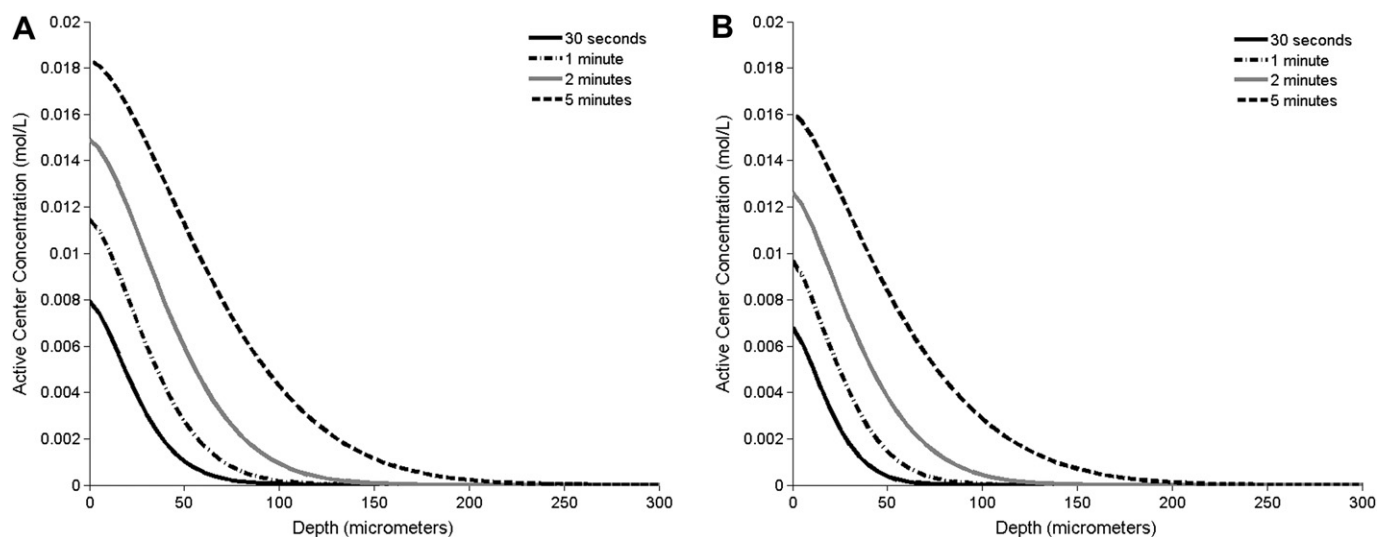 A
0.02
0.018
0.016
0.014
0.012
0.01
0.008
0.006
0.004
0.002
0
Active Center Concentration (mol/L)
30 seconds
1 minute
2 minutes
5 minutes
0 50 100 150 200 250 300
Depth (micrometers)
B
0.02
0.018
0.016
0.014
0.012
0.01
0.008
0.006
0.004
0.002
0
Active Cener Concentration (mol/L)
30 seconds
1 minute
2 minutes
5 minutes
0 50 100 150 200 250 300
Depth (micrometers)